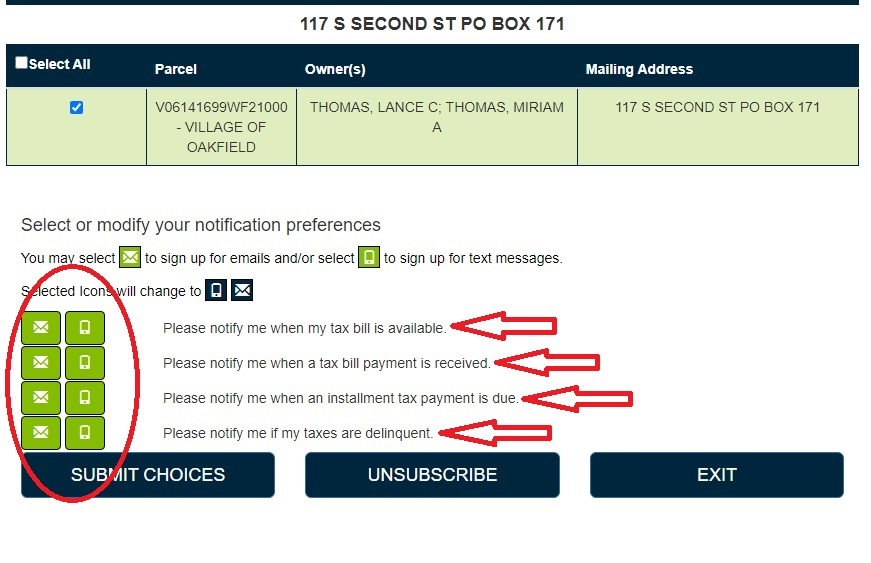 117 S SECOND ST PO BOX 171
Select All Parcel Owner(s) Mailing Address
V06141699WF21000 THOMAS, LANCE C; THOMAS, MIRIAM 117 S SECOND ST PO BOX 171
- VILLAGE OF A
OAKFIELD
Select or modify your notification preferences
You may select to sign up for emails and/or select to sign up for text messages.
Selected Icons will change to
Please notify me when my tax bill is available.
Please notify me when a tax bill payment is received.
Please notify me when an installment tax payment is due.
Please notify me if my taxes are delinquent.
SUBMIT CHOICES UNSUBSCRIBE EXIT